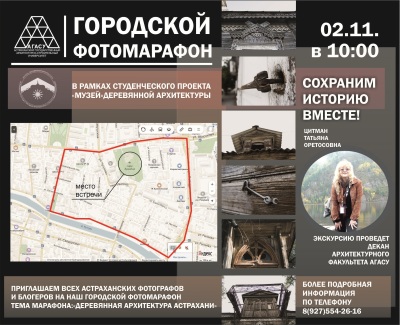 АГАСУ
ГОРОДСКОЙ
ФОТОМАРАФОН
02.11.
в 10:00
В РАМКАХ СТУДЕНЧЕСКОГО ПРОЕКТА
«МУЗЕЙ-ДЕРЕВЯННОЙ АРХИТЕКТУРЫ
СОХРАНИМ
ИСТОРИЮ
ВМЕСТЕ!
ЦИТМАН
ТАТЬЯНА
ОРЕТОСОВНА
место
встречи
ЭКСКУРСИЮ ПРОВЕДЕТ
ДЕКАН
АРХИТЕКТУРНОГО
ФАКУЛЬТЕТА АГАСУ
ПРИГЛАШАЕМ ВСЕХ АСТРАХАНСКИХ ФОТОГРАФОВ
И БЛОГЕРОВ НА НАШ ГОРОДСКОЙ ФОТОМАРАФОН
ТЕМА МАРАФОНА:«ДЕРЕВЯННАЯ АРХИТЕКТУРА АСТРАХАНИ»
БОЛЕЕ ПОДРОБНАЯ
ИНФОРМАЦИЯ
ПО ТЕЛЕФОНУ
8(927)554-26-16